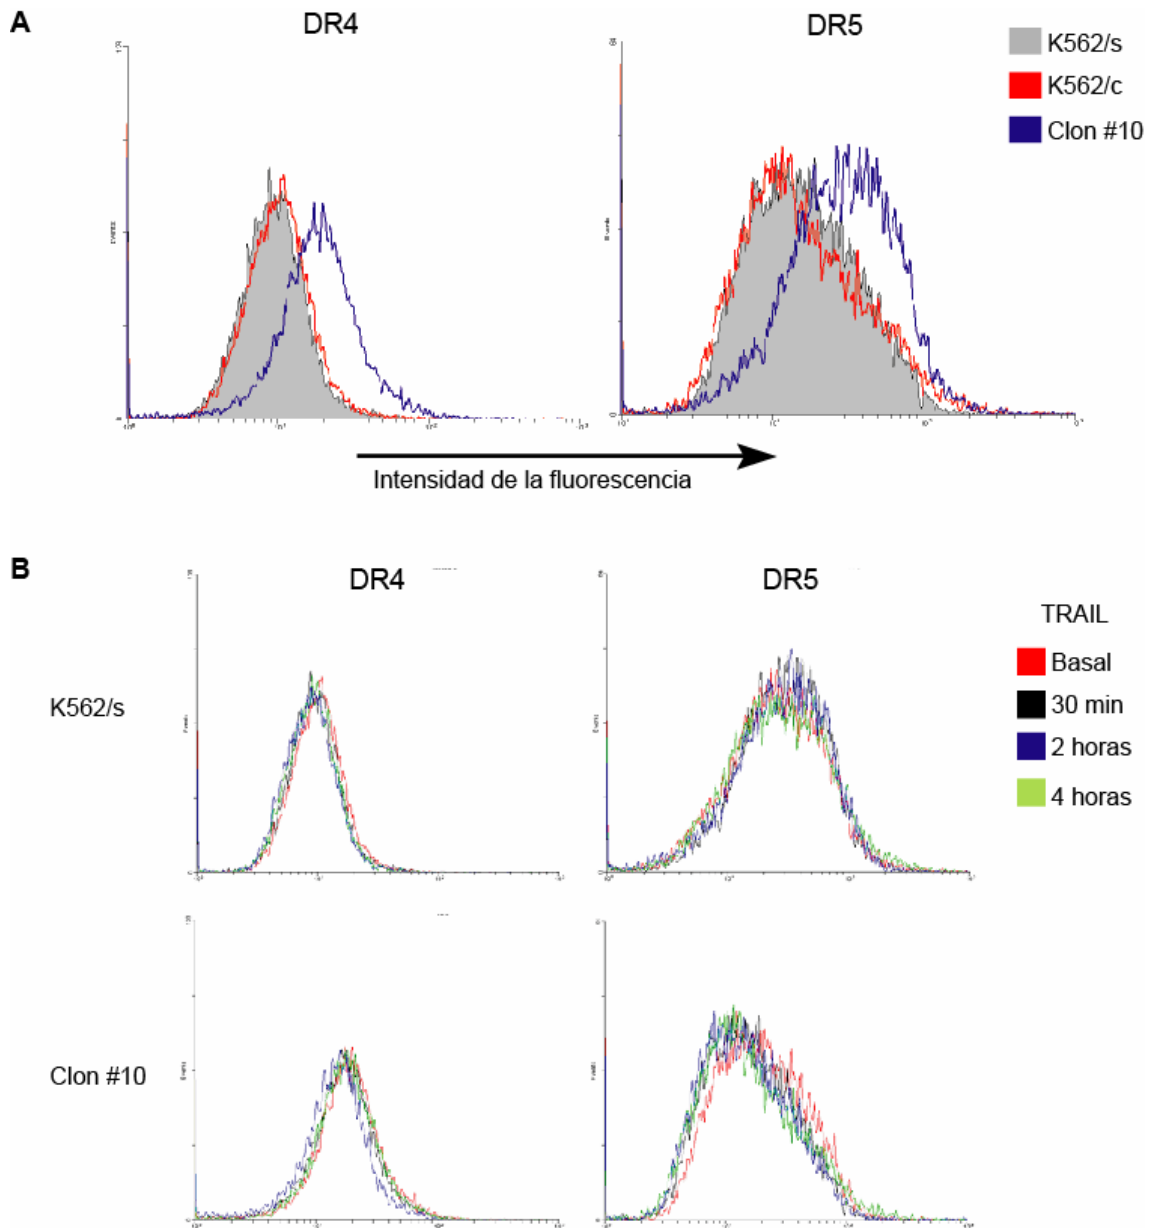 A
DR4
DR5
K562/s
K562/c
Clon #10
Intensidad de la fluorescencia
B
DR4
DR5
TRAIL
Basal
30 min
2 horas
4 horas
K562/s
Clon #10